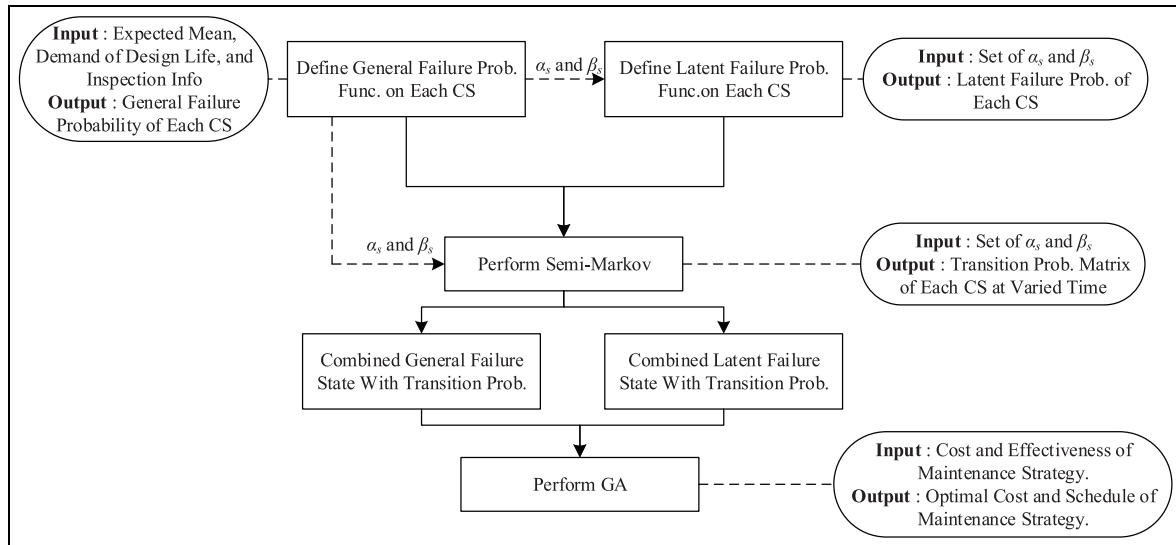 Input : Expected Mean,
Demand of Design Life, and
Inspection Info
Output : General Failure
Probability of Each CS
Define General Failure Prob.
Func. on Each CS
αs and βs
Define Latent Failure Prob.
Func.on Each CS
Input : Set of αs and βs
Output : Latent Failure Prob. of
Each CS
αs and βs
Perform Semi-Markov
Input : Set of αs and βs
Output : Transition Prob. Matrix
of Each CS at Varied Time
Combined General Failure
State With Transition Prob.
Combined Latent Failure
State With Transition Prob.
Perform GA
Input : Cost and Effectiveness of
Maintenance Strategy.
Output : Optimal Cost and Schedule of
Maintenance Strategy.